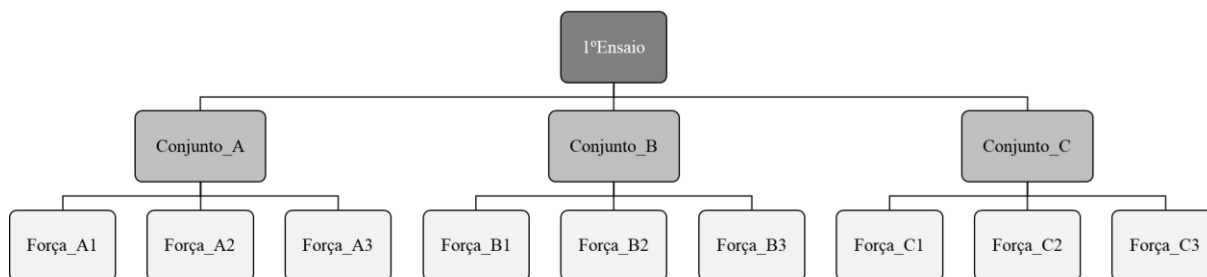 1ºEnsaio
Conjunto_A
Conjunto_B
Conjunto_C
Força_A1
Força_A2
Força_A3
Força_B1
Força_B2
Força_B3
Força_C1
Força_C2
Força_C3